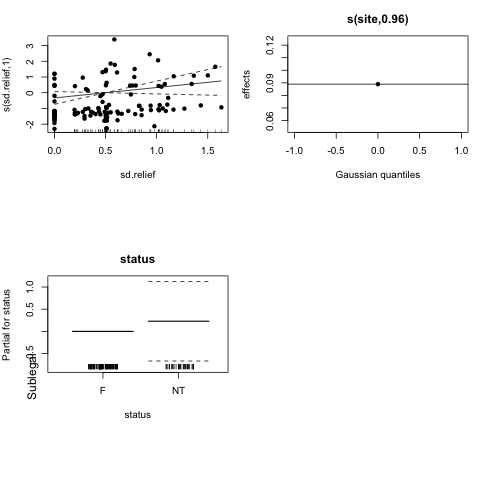 s(sd.relief,1)
3
2
1
0
-2
0.0 0.5 1.0 1.5
sd.relief
s(site,0.96)
effects
0.12
0.09
0.06
-1.0 -0.5 0.0 0.5 1.0
Gaussian quantiles
status
Partial for status
Sublegal
1.0
0.5
F NT
status